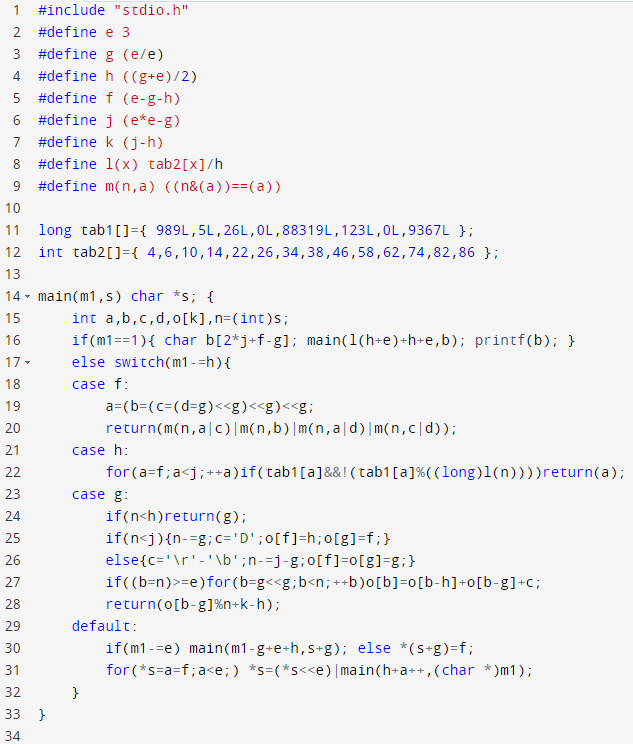 1 #include "stdio.h"
2 #define e 3
3 #define g (e/e)
4 #define h ((g+e)/2)
5 #define f (e-g-h)
6 #define j (e*e-g)
7 #define k (j-h)
8 #define l(x) tab2[x]/h
9 #define m(n,a) ((n&(a))==(a))
10
11 long tab1[]={ 989L,5L,26L,0L,88319L,123L,0L,9367L };
12 int tab2[]={ 4,6,10,14,22,26,34,38,46,58,62,74,82,86 };
13
14 main(m1,s) char *s; {
15     int a,b,c,d,o[k],n=(int)s;
16     if(m1==1){ char b[2*j+f-g]; main(l(h+e)+h+e,b); printf(b); }
17     else switch(m1-=h){
18     case f:
19         a=(b=(c=(d=g)<<g)<<g)<<g;
20         return(m(n,a|c)|m(n,b)|m(n,a|d)|m(n,c|d));
21     case h:
22         for(a=f;a<j;++a)if(tab1[a]&&!(tab1[a]%((long)l(n))))return(a);
23     case g:
24         if(n<h)return(g);
25         if(n<j){n-=g;c='D';o[f]=h;o[g]=f;}
26         else{c='\r'-'\b';n-=j-g;o[f]=o[g]=g;}
27         if((b=n)>=e)for(b=g<<g;b<n;++b)o[b]=o[b-h]+o[b-g]+c;
28         return(o[b-g]%n+k-h);
29     default:
30         if(m1-=e) main(m1-g+e+h,s+g); else *(s+g)=f;
31         for(*s=a=f;a<e;) *s=(*s<<e)|main(h+a++,(char *)m1);
32     }
33 }
34